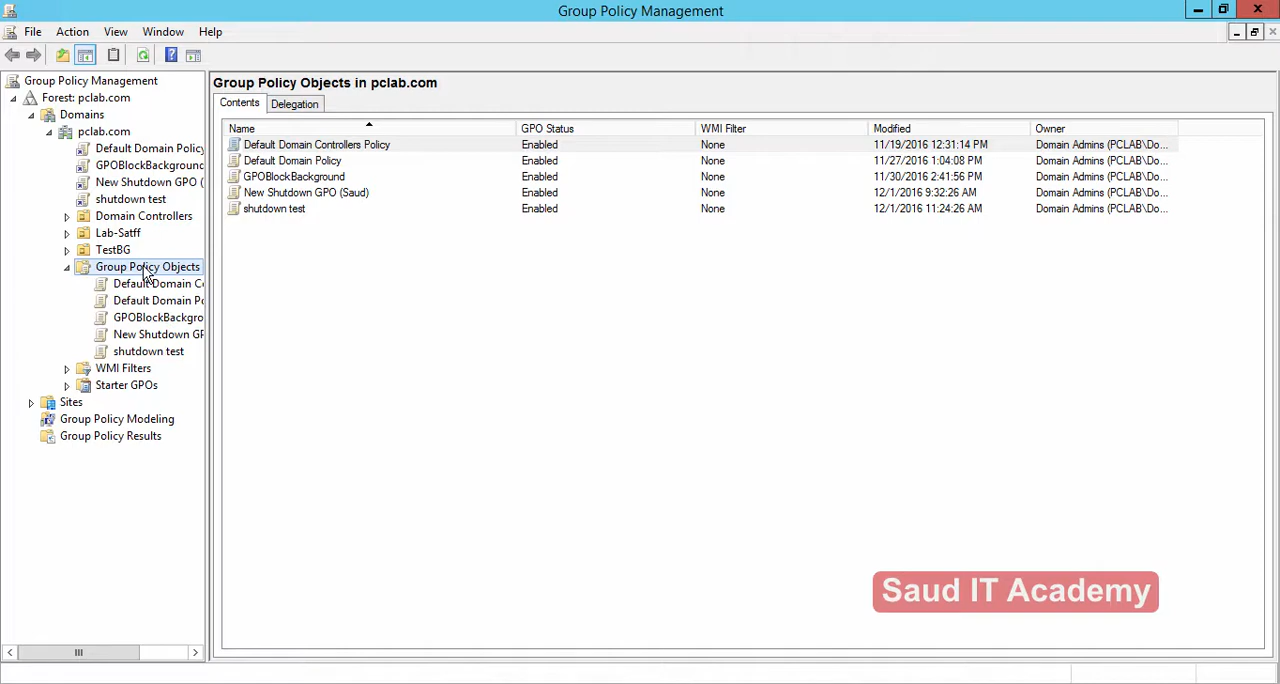 Group Policy Management
File Action View Window Help
Group Policy Management
Forest: pclab.com
Domains
pclab.com
Default Domain Policy
GPOBlockBackground
New Shutdown GPO (
shutdown test
Domain Controllers
Lab-Satff
TestBG
Group Policy Objects
Default Domain C
Default Domain Po
GPOBlockBackgro
New Shutdown GP
shutdown test
WMI Filters
Starter GPOs
Sites
Group Policy Modeling
Group Policy Results
Group Policy Objects in pclab.com
Contents Delegation
Name GPO Status WMI Filter Modified Owner
Default Domain Controllers Policy Enabled None 11/19/2016 12:31:14 PM Domain Admins (PCLAB\Do...
Default Domain Policy Enabled None 11/27/2016 1:04:08 PM Domain Admins (PCLAB\Do...
GPOBlockBackground Enabled None 11/30/2016 2:41:56 PM Domain Admins (PCLAB\Do...
New Shutdown GPO (Saud) Enabled None 12/1/2016 9:32:26 AM Domain Admins (PCLAB\Do...
shutdown test Enabled None 12/1/2016 11:24:26 AM Domain Admins (PCLAB\Do...
Saud IT Academy